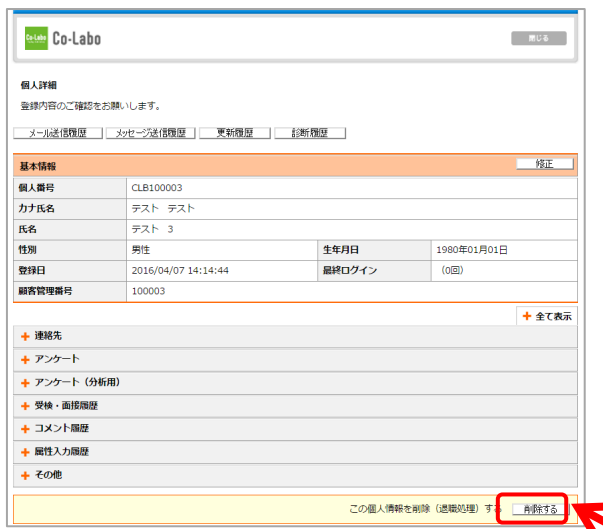 Co-Labo Co-Labo 閉じる
個人詳細
登録内容のご確認をお願いします。
メール送信履歴 メッセージ送信履歴 更新履歴 診断履歴
基本情報 修正
個人番号 CLB100003
カナ氏名 テスト テスト
氏名 テスト 3
性別 男性 生年月日 1980年01月01日
登録日 2016/04/07 14:14:44 最終ログイン (0回)
顧客管理番号 100003
+ 全て表示
+ 連絡先
+ アンケート
+ アンケート (分析用)
+ 受検・面接履歴
+ コメント履歴
+ 属性入力履歴
+ その他
この個人情報を削除 (退職処理) する 削除する